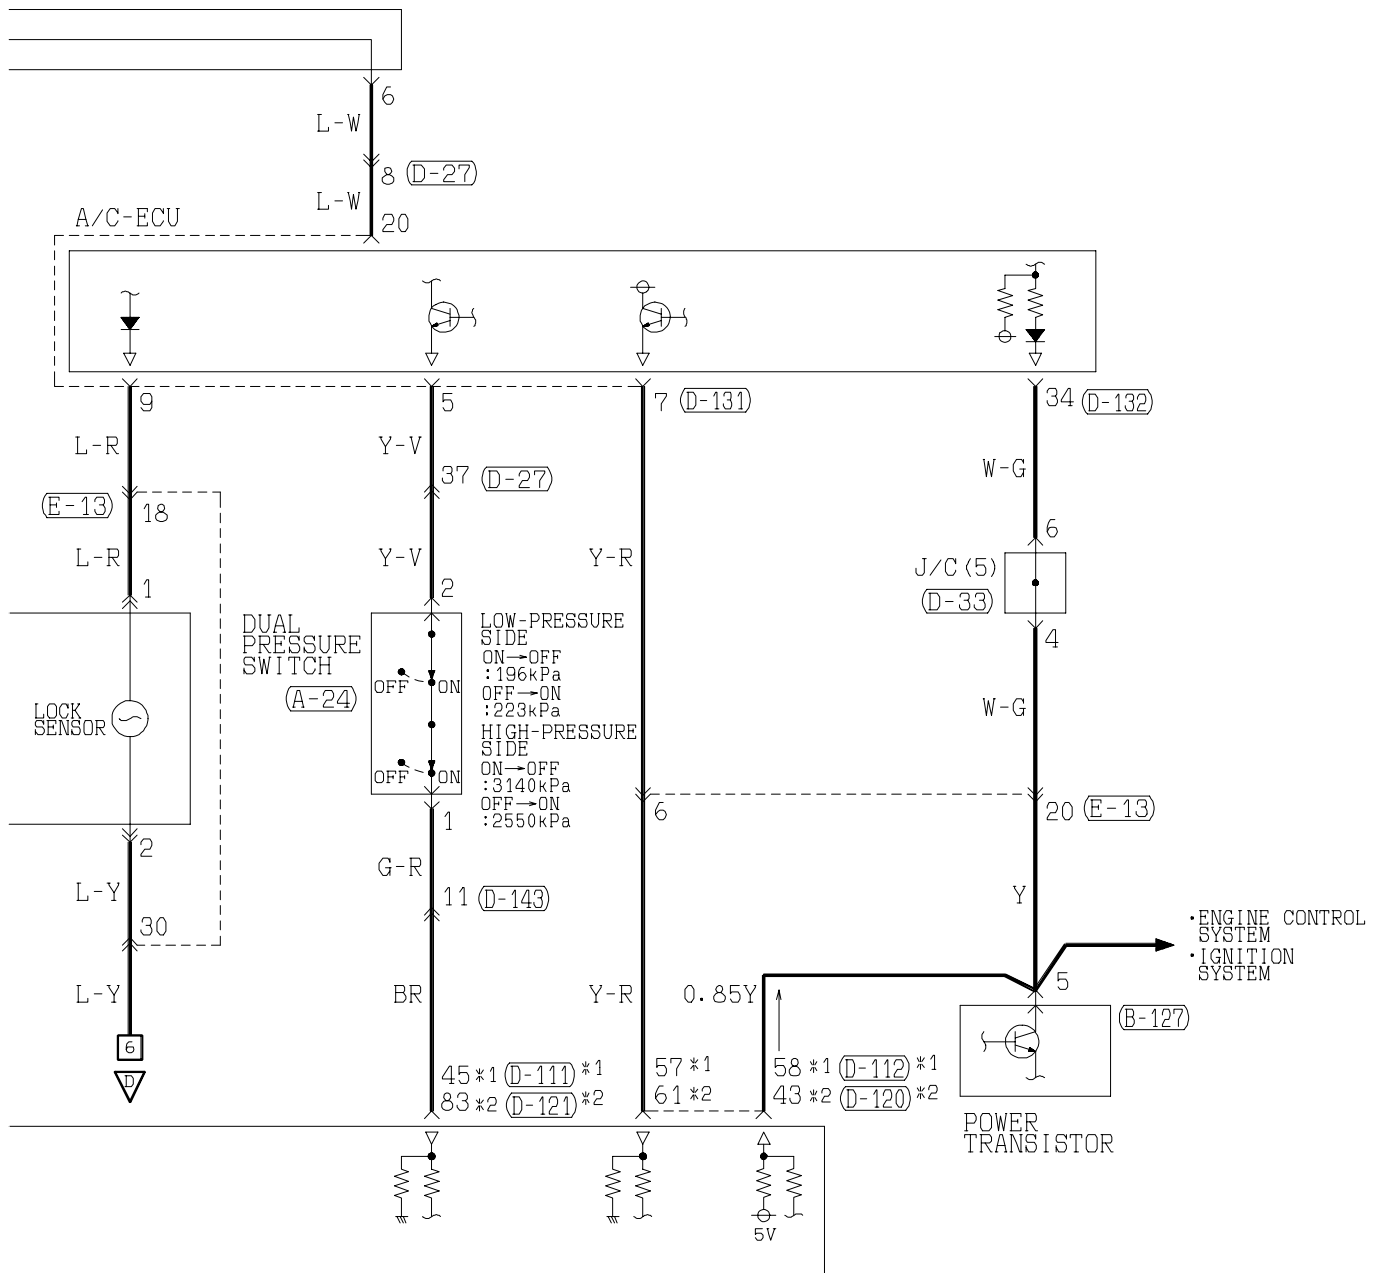 6
L-W
8 (D-27)
L-W
A/C-ECU
20
9
5
7 (D-131)
34 (D-132)
L-R
Y-V
W-G
37 (D-27)
(E-13)
18
6
L-R
Y-V
Y-R
J/C(5)
(D-33)
1
2
4
DUAL
PRESSURE
SWITCH
(A-24)
OFF
ON
OFF
ON
LOW-PRESSURE
SIDE
ON→OFF
:196kPa
OFF→ON
:223kPa
HIGH-PRESSURE
SIDE
ON→OFF
:3140kPa
OFF→ON
:2550kPa
W-G
LOCK
SENSOR
2
1
6
20 (E-13)
G-R
L-Y
11 (D-143)
Y
30
·ENGINE CONTROL
SYSTEM
·IGNITION
SYSTEM
L-Y
BR
Y-R
0.85Y
5
(B-127)
6
D
45*1 (D-111)*1
83*2 (D-121)*2
57*1
61*2
58*1 (D-112)*1
43*2 (D-120)*2
POWER
TRANSISTOR
5V